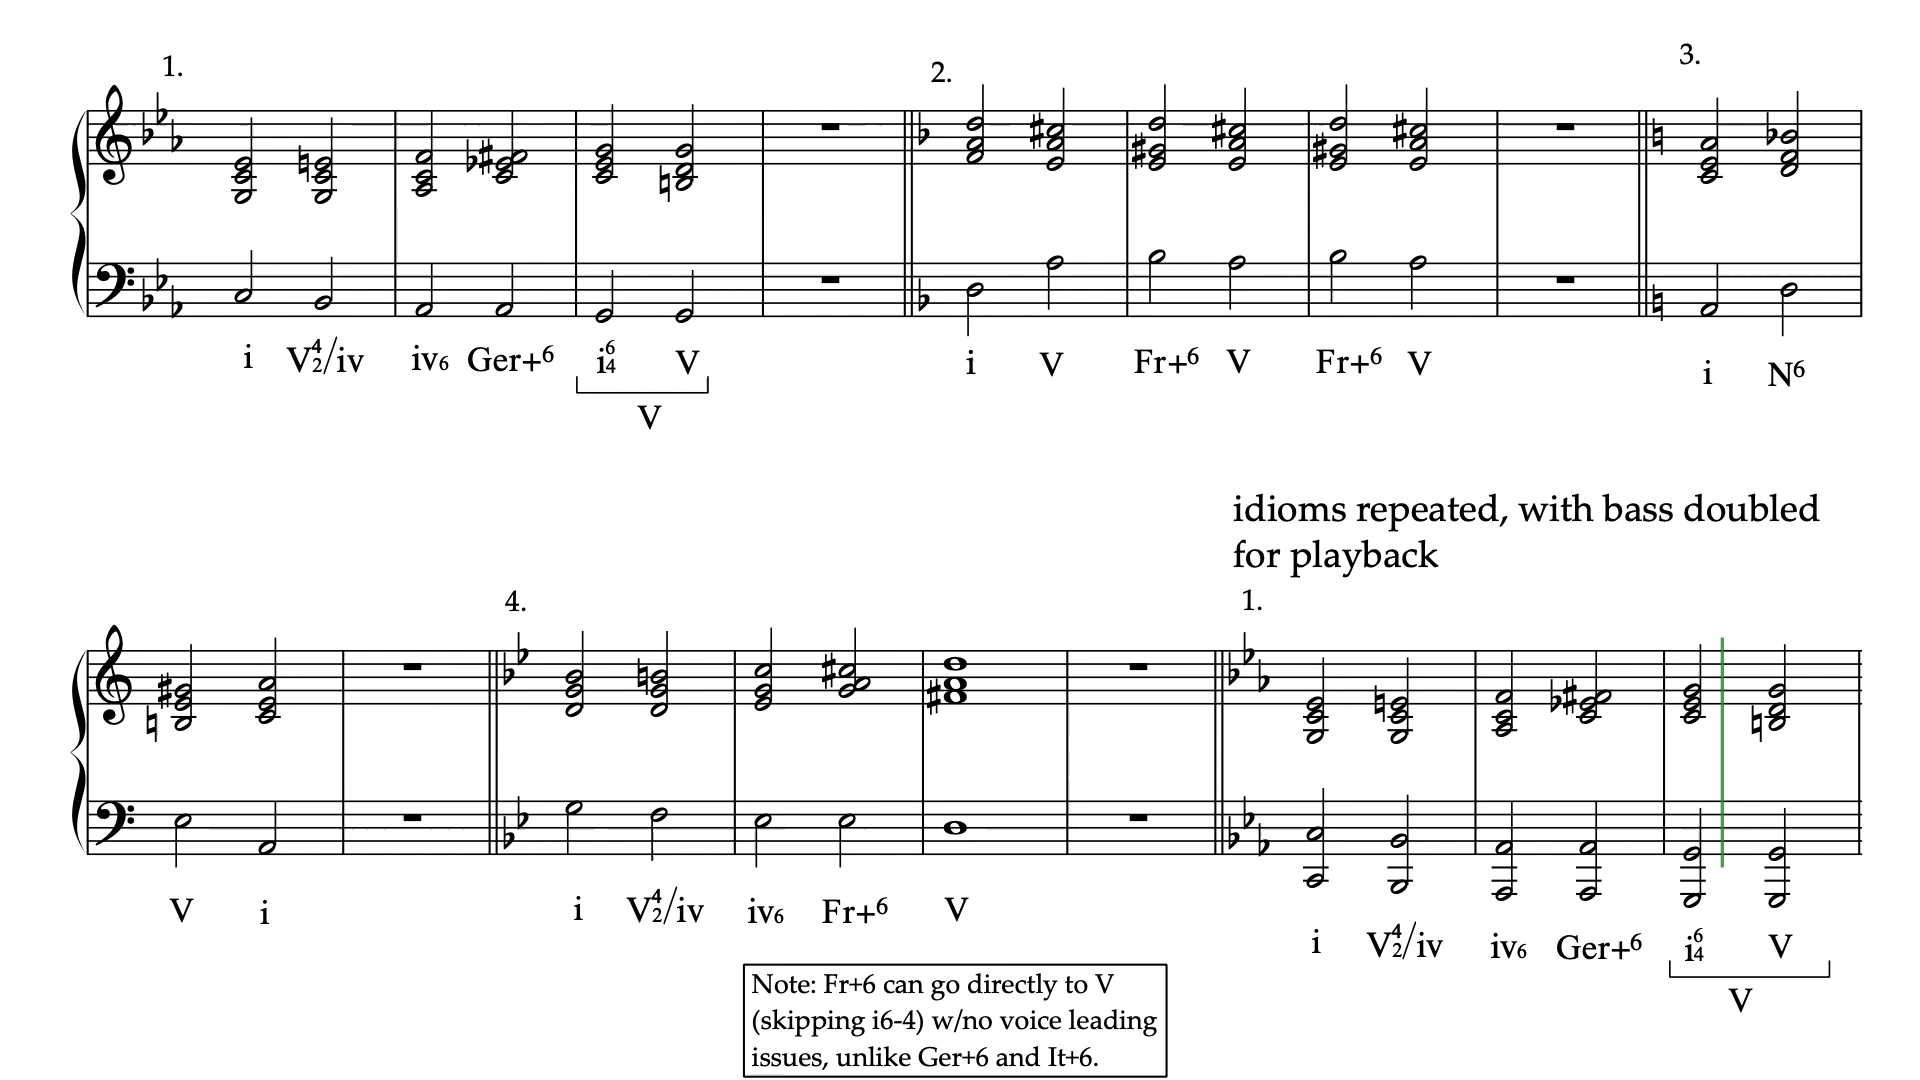 1.
2.
3.
i V4/2/iv iv6 Ger+6 i6/4 V i V Fr+6 V Fr+6 V i N6
V
idioms repeated, with bass doubled
for playback
4.
1.
V i i V4/2/iv iv6 Fr+6 V i V4/2/iv iv6 Ger+6 i6/4 V
V
Note: Fr+6 can go directly to V
(skipping i6-4) w/no voice leading
issues, unlike Ger+6 and It+6.